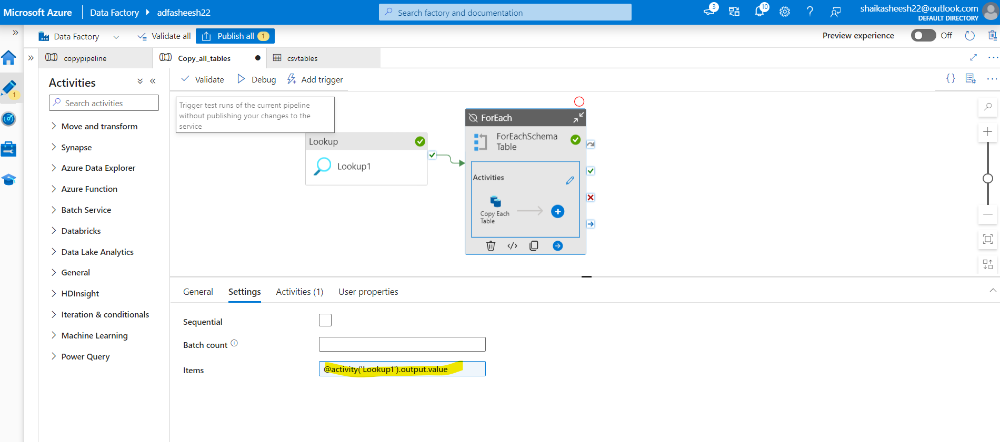 Microsoft Azure
Data Factory
adfasheesh22
Search factory and documentation
3
10
shaikasheesh22@outlook.com
DEFAULT DIRECTORY
Data Factory
Validate all
Publish all 1
Preview experience
Off
copypipeline
Copy_all_tables
csvtables
Activities
Validate
Debug
Add trigger
1
Search activities
Trigger test runs of the current pipeline
without publishing your changes to the
service
Move and transform
Synapse
Azure Data Explorer
Azure Function
Batch Service
Databricks
Data Lake Analytics
General
HDInsight
Iteration & conditionals
Machine Learning
Power Query
Lookup
Lookup1
ForEach
ForEachSchema
Table
Activities
Copy Each
Table
General
Settings
Activities (1)
User properties
Sequential
Batch count
Items
@activity('Lookup1').output.value